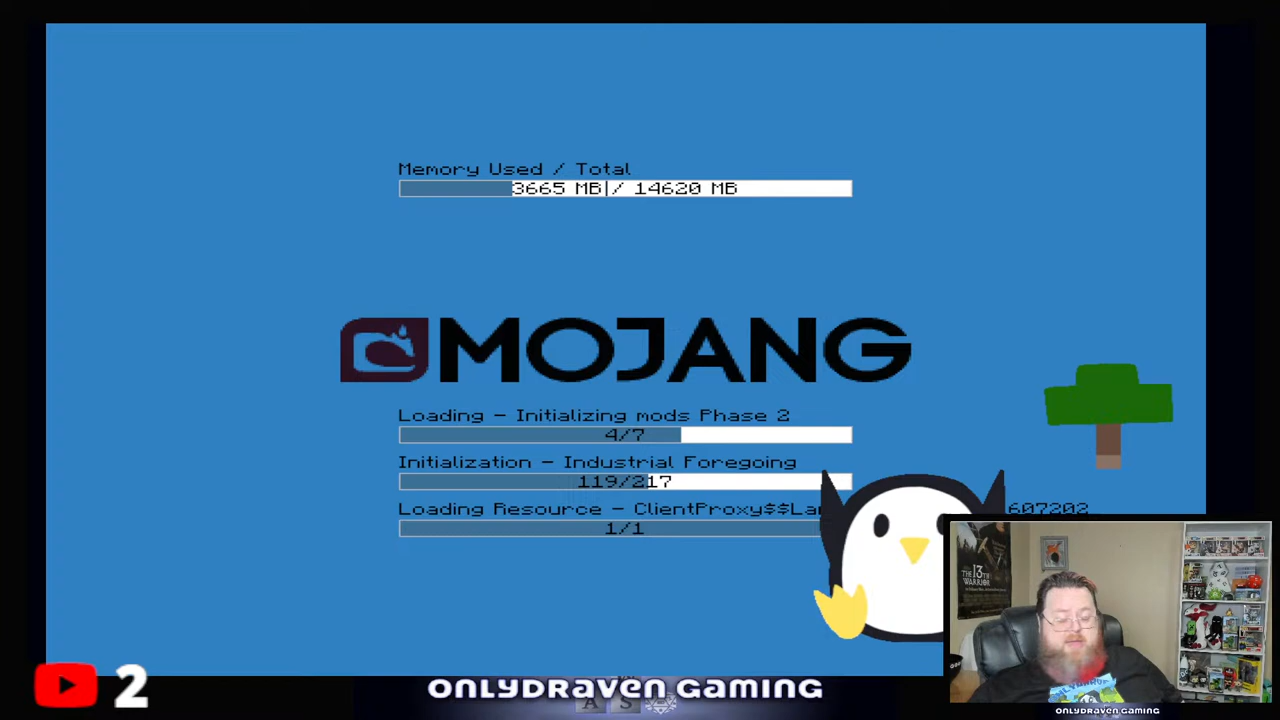 Memory Used / Total
3665 MB / 14620 MB
MOJANG
Loading - Initializing mods Phase 2
4/7
Initialization - Industrial Foregoing
119/217
Loading Resource - ClientProxy$$La
607202
1/1
THE 13TH WARRIOR
2
ONLYDRAVEN GAMING
A S
ONLYDRAVEN GAMING